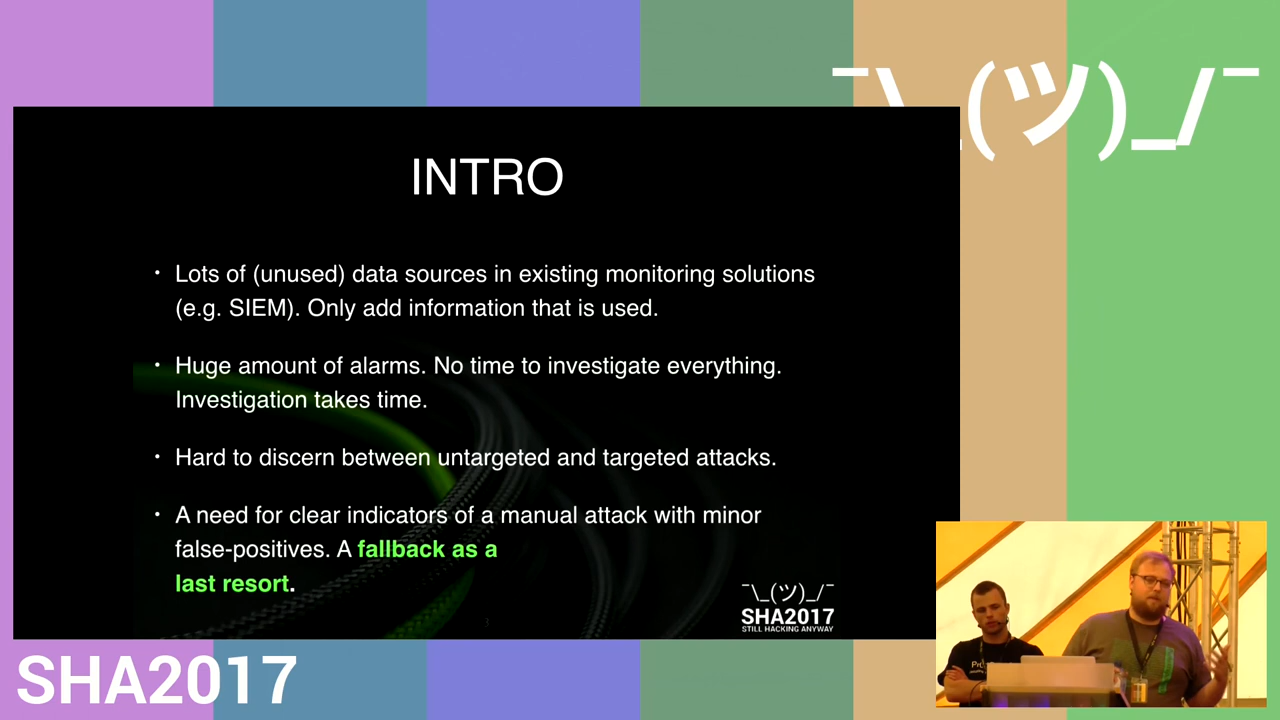 ¯\_(ツ)_/¯
INTRO
• Lots of (unused) data sources in existing monitoring solutions
(e.g. SIEM). Only add information that is used.
• Huge amount of alarms. No time to investigate everything.
Investigation takes time.
• Hard to discern between untargeted and targeted attacks.
• A need for clear indicators of a manual attack with minor
false-positives. A fallback as a
last resort.
¯\_(ツ)_/¯
SHA2017
STILL HACKING ANYWAY
SHA2017